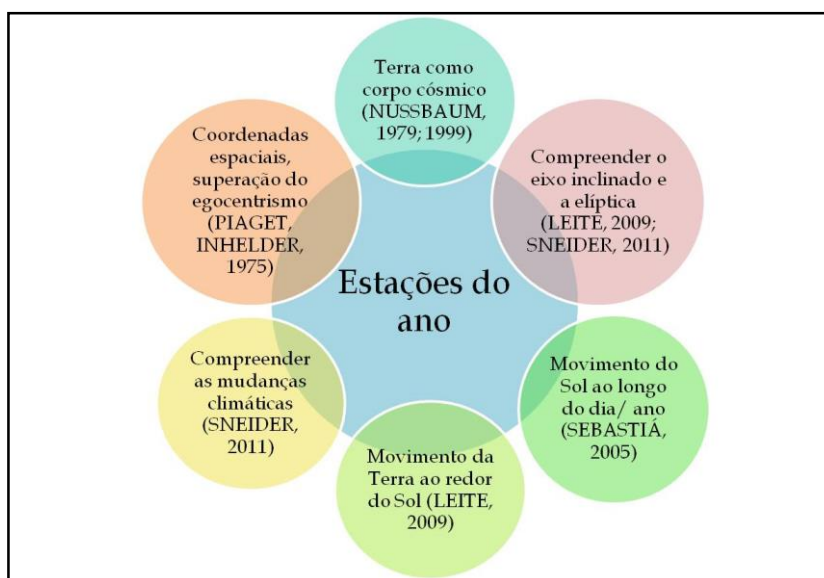 Terra como
corpo cósmico
(NUSSBAUM,
1979; 1999)
Coordenadas
espaciais,
superação do
egocentrismo
(PIAGET,
INHELDER,
1975)
Compreender o
eixo inclinado e
a elíptica
(LEITE, 2009;
SNEIDER, 2011)
Estações do
ano
Compreender
as mudanças
climáticas
(SNEIDER,
2011)
Movimento do
Sol ao longo
do dia/ ano
(SEBASTIÁ,
2005)
Movimento da
Terra ao redor
do Sol (LEITE,
2009)